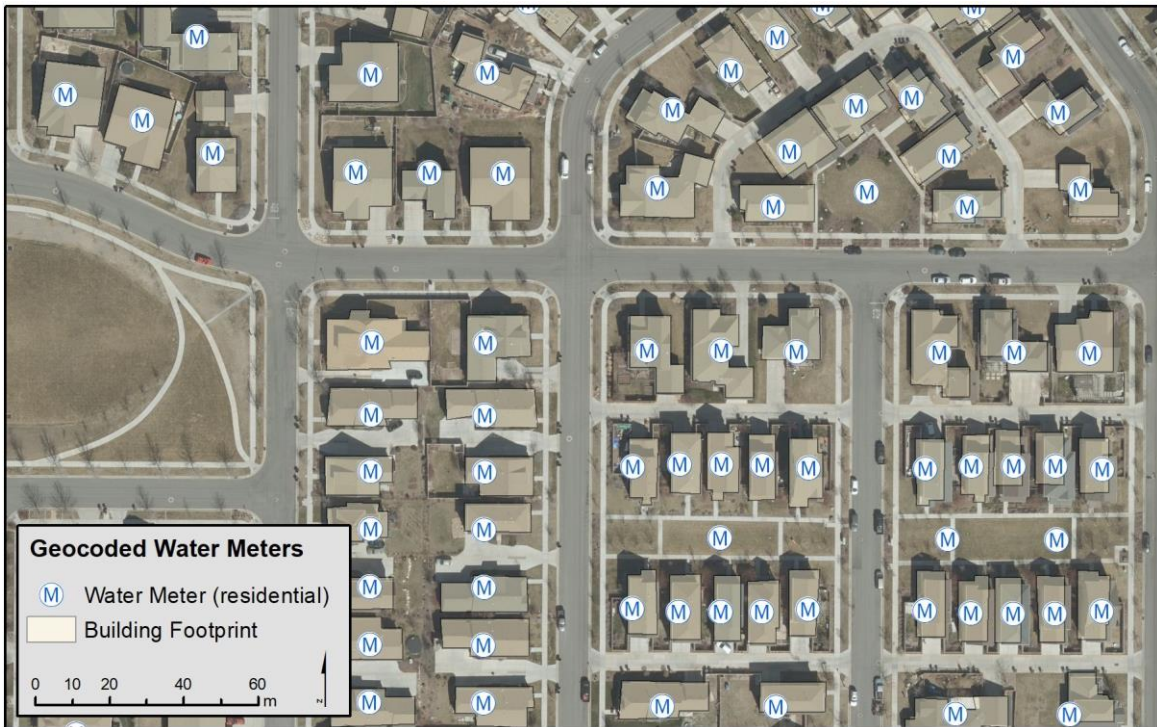 Geocoded Water Meters
M Water Meter (residential)
Building Footprint
0 10 20 40 60
m
N